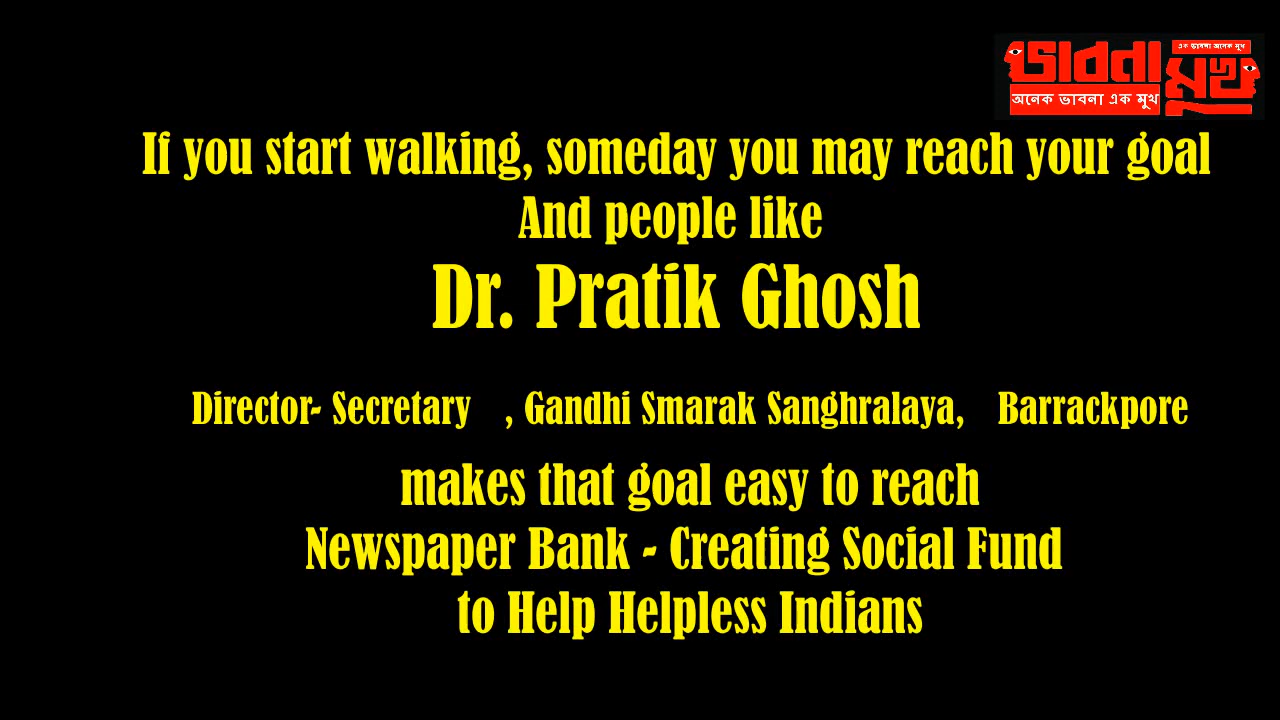 এক ভাবনা অনেক মুখ
ভাবনা মুখ
অনেক ভাবনা এক মুখ
If you start walking, someday you may reach your goal
And people like
Dr. Pratik Ghosh
Director- Secretary , Gandhi Smarak Sanghralaya, Barrackpore
makes that goal easy to reach
Newspaper Bank - Creating Social Fund
to Help Helpless Indians